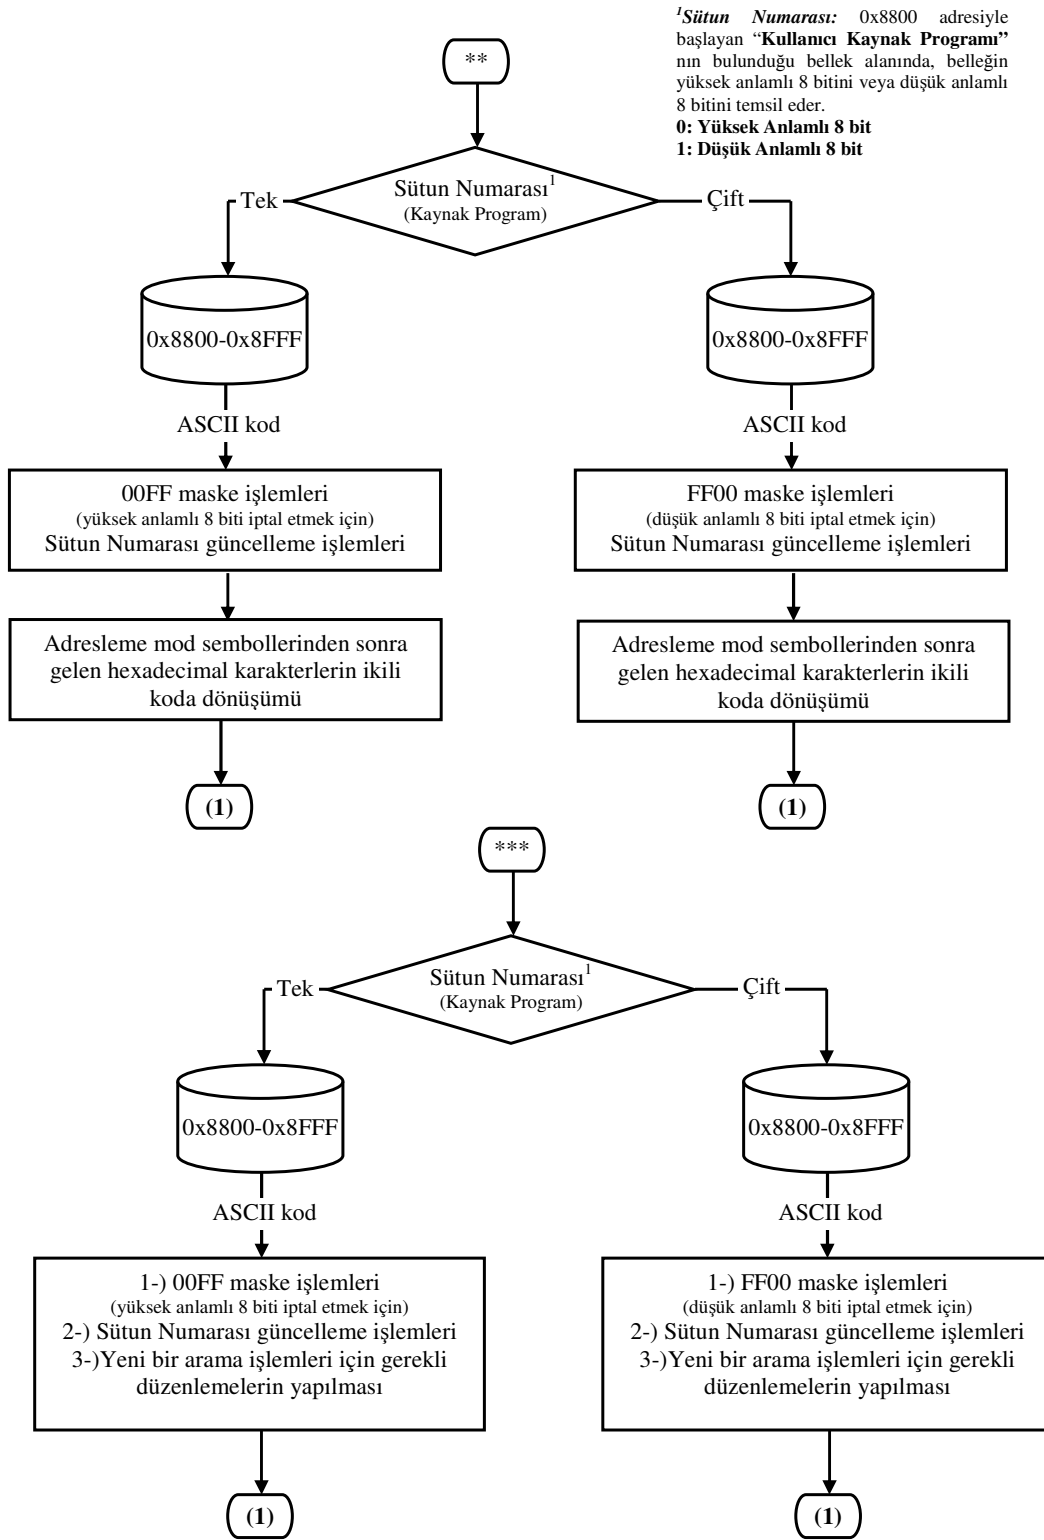 ¹Sütun Numarası: 0x8800 adresiyle
başlayan “Kullanıcı Kaynak Programı”
nın bulunduğu bellek alanında, belleğin
yüksek anlamlı 8 bitini veya düşük anlamlı
8 bitini temsil eder.
0: Yüksek Anlamlı 8 bit
1: Düşük Anlamlı 8 bit
**
Sütun Numarası¹
(Kaynak Program)
Tek
Çift
0x8800-0x8FFF
0x8800-0x8FFF
ASCII kod
ASCII kod
00FF maske işlemleri
(yüksek anlamlı 8 biti iptal etmek için)
Sütun Numarası güncelleme işlemleri
FF00 maske işlemleri
(düşük anlamlı 8 biti iptal etmek için)
Sütun Numarası güncelleme işlemleri
Adresleme mod sembollerinden sonra
gelen hexadecimal karakterlerin ikili
koda dönüşümü
Adresleme mod sembollerinden sonra
gelen hexadecimal karakterlerin ikili
koda dönüşümü
(1)
(1)
***
Sütun Numarası¹
(Kaynak Program)
Tek
Çift
0x8800-0x8FFF
0x8800-0x8FFF
ASCII kod
ASCII kod
1-) 00FF maske işlemleri
(yüksek anlamlı 8 biti iptal etmek için)
2-) Sütun Numarası güncelleme işlemleri
3-)Yeni bir arama işlemleri için gerekli
düzenlemelerin yapılması
1-) FF00 maske işlemleri
(düşük anlamlı 8 biti iptal etmek için)
2-) Sütun Numarası güncelleme işlemleri
3-)Yeni bir arama işlemleri için gerekli
düzenlemelerin yapılması
(1)
(1)